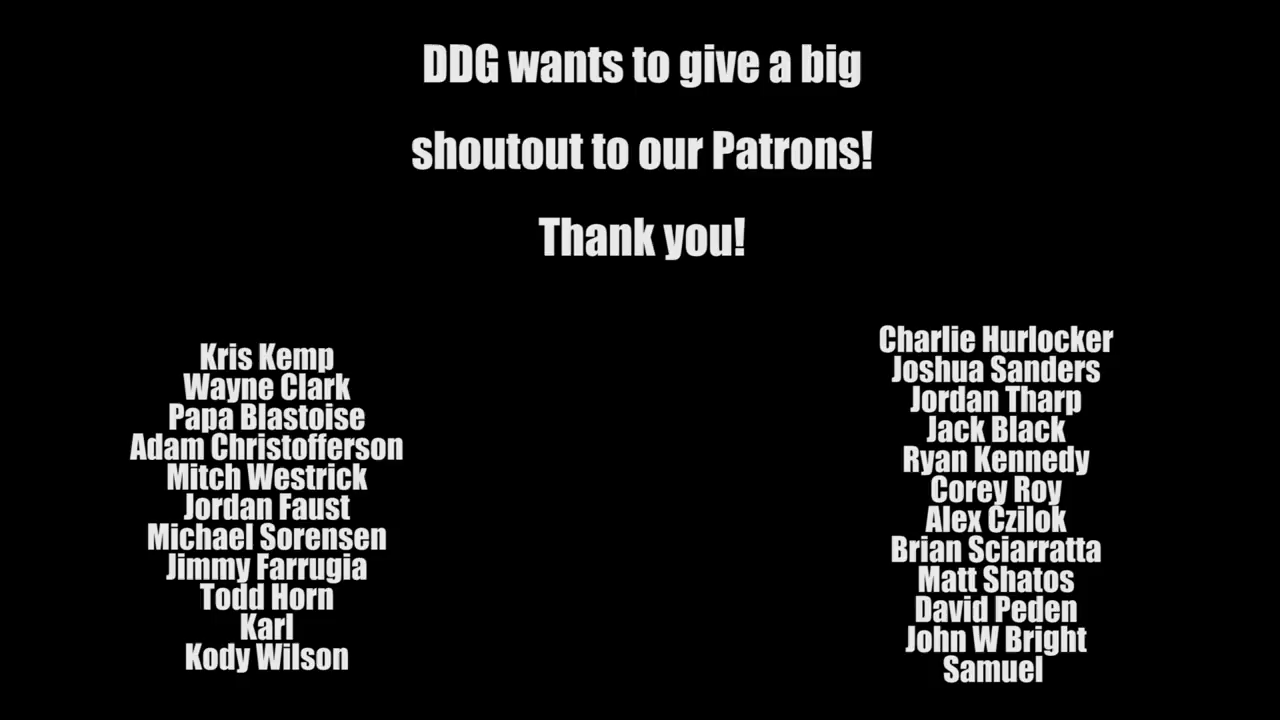 DDG wants to give a big
shoutout to our Patrons!
Thank you!
Kris Kemp
Wayne Clark
Papa Blastoise
Adam Christofferson
Mitch Westrick
Jordan Faust
Michael Sorensen
Jimmy Farrugia
Todd Horn
Karl
Kody Wilson
Charlie Hurlocker
Joshua Sanders
Jordan Tharp
Jack Black
Ryan Kennedy
Corey Roy
Alex Czilok
Brian Sciarratta
Matt Shatos
David Peden
John W Bright
Samuel